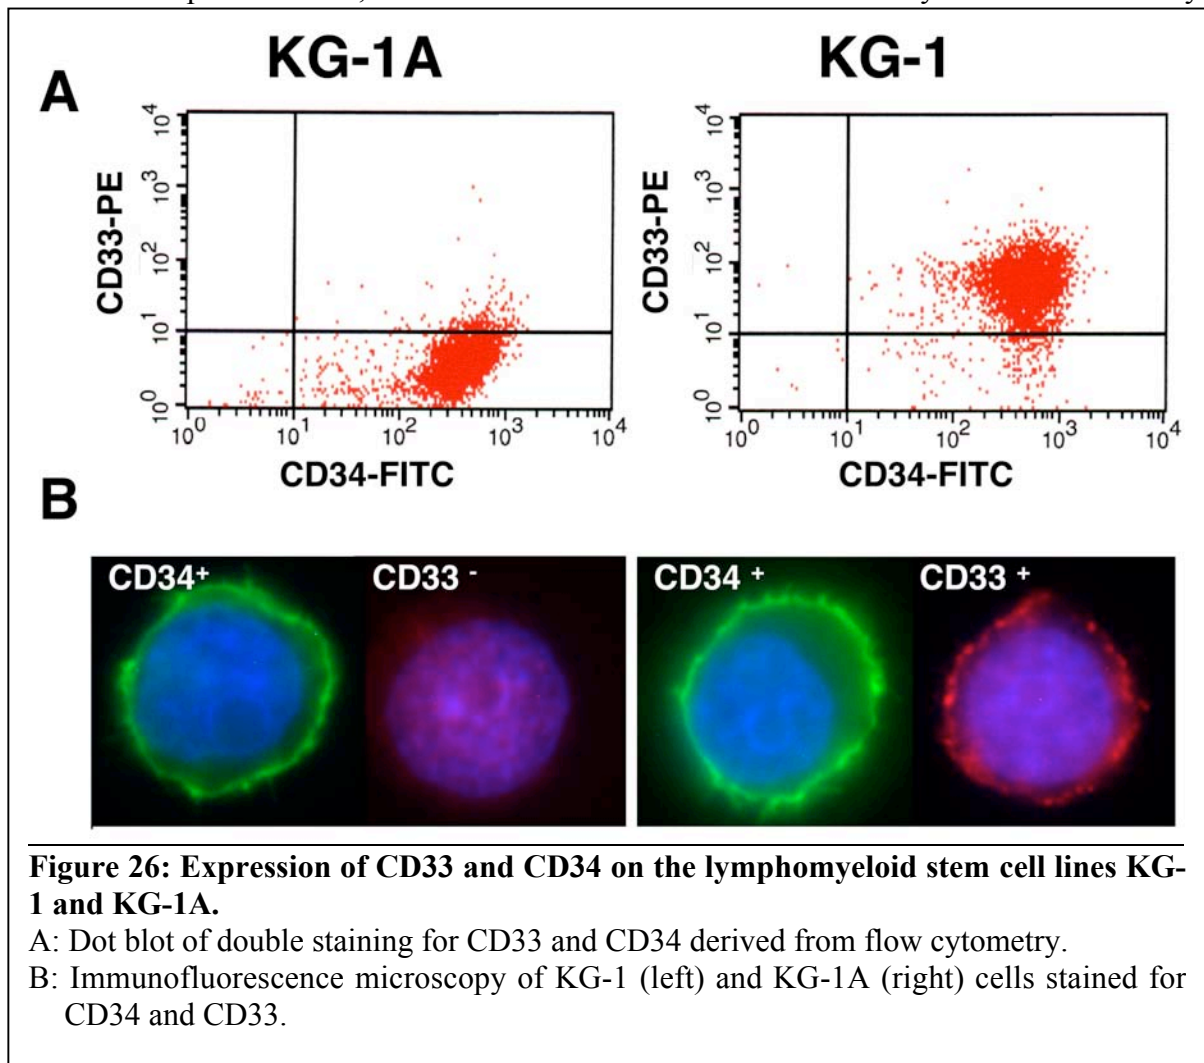 KG-1A KG-1
A
CD33-PE
10^4
10^3
10^2
10^1
10^0
10^0 10^1 10^2 10^3 10^4
CD34-FITC
CD33-PE
10^4
10^3
10^2
10^1
10^0
10^0 10^1 10^2 10^3 10^4
CD34-FITC
B
CD34+ CD33 - CD34 + CD33 +
Figure 26: Expression of CD33 and CD34 on the lymphomyeloid stem cell lines KG-
1 and KG-1A.
A: Dot blot of double staining for CD33 and CD34 derived from flow cytometry.
B: Immunofluorescence microscopy of KG-1 (left) and KG-1A (right) cells stained for
CD34 and CD33.